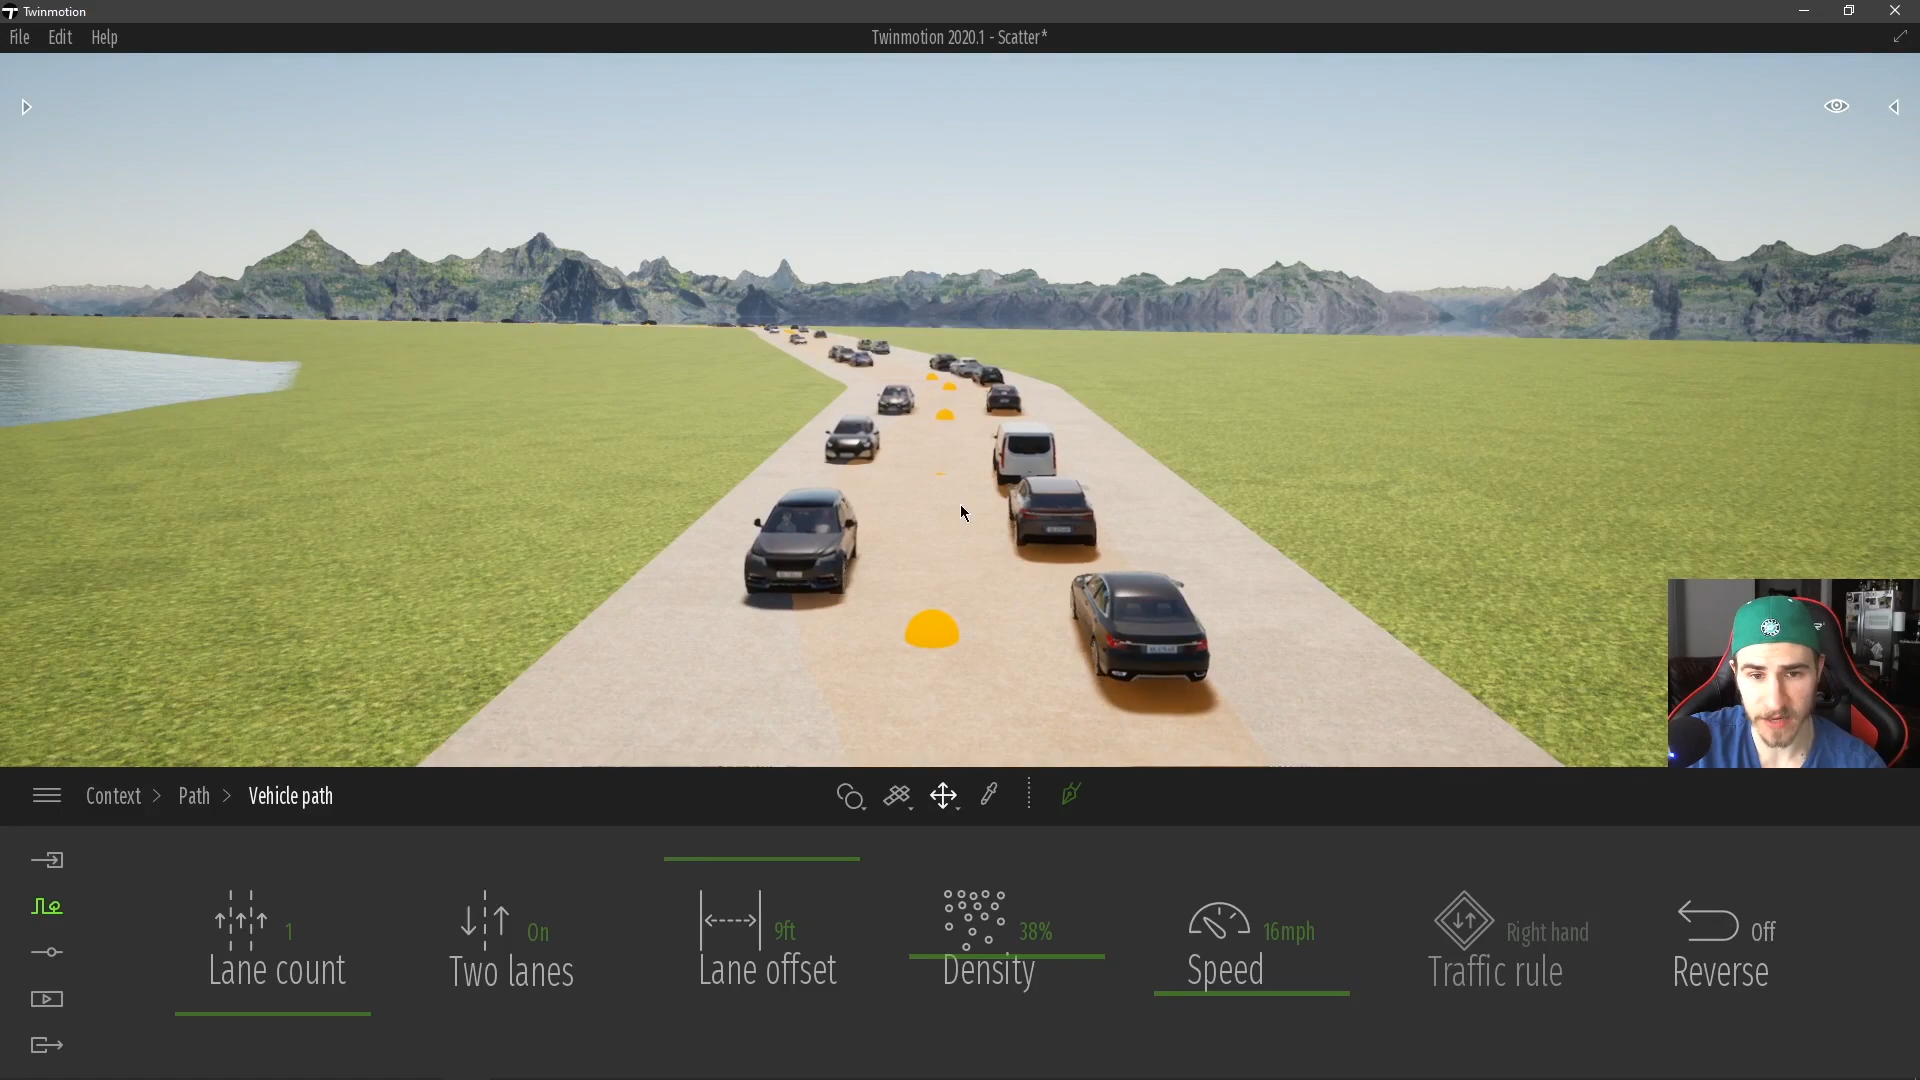 Twinmotion
File Edit Help
Twinmotion 2020.1 - Scatter*
Context > Path > Vehicle path
1
Lane count
On
Two lanes
9ft
Lane offset
38%
Density
16mph
Speed
Right hand
Traffic rule
Off
Reverse